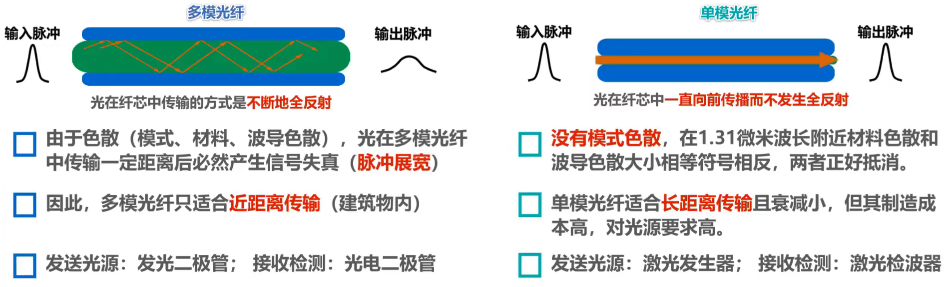 多模光纤
输入脉冲
输出脉冲
光在纤芯中传输的方式是不断地全反射
由于色散（模式、材料、波导色散），光在多模光纤
中传输一定距离后必然产生信号失真（脉冲展宽）
因此，多模光纤只适合近距离传输（建筑物内）
发送光源：发光二极管； 接收检测：光电二极管
单模光纤
输入脉冲
输出脉冲
光在纤芯中一直向前传播而不发生全反射
没有模式色散，在1.31微米波长附近材料色散和
波导色散大小相等符号相反，两者正好抵消。
单模光纤适合长距离传输且衰减小，但其制造成
本高，对光源要求高。
发送光源：激光发生器； 接收检测：激光检波器